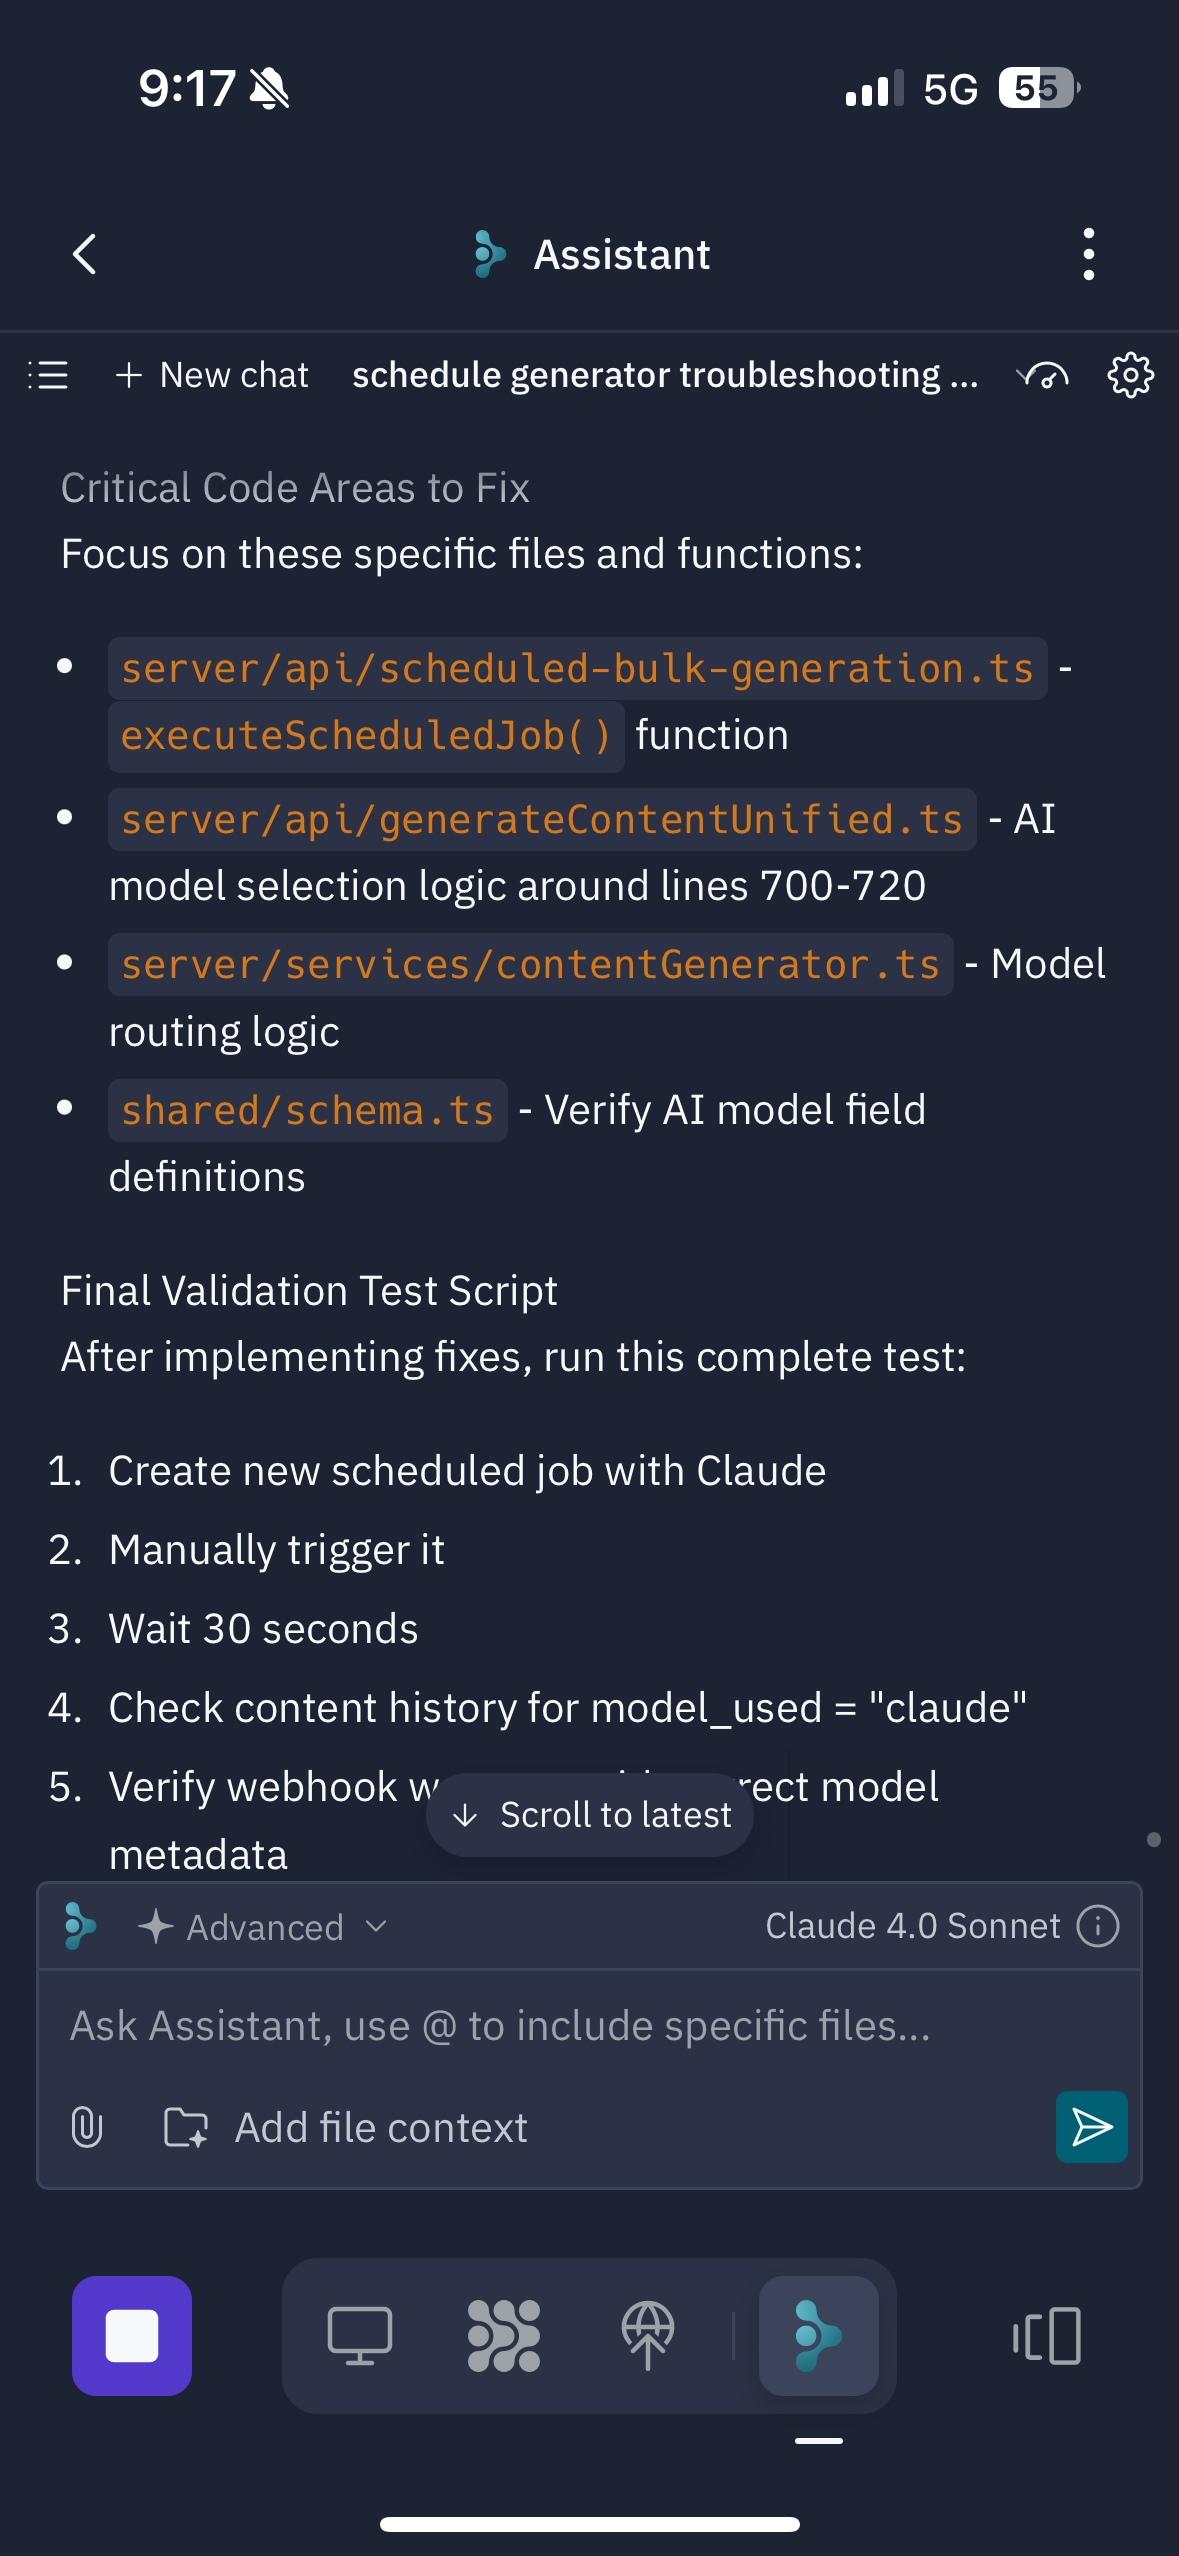 9:17
5G
55
Assistant
New chat
schedule generator troubleshooting ...
Critical Code Areas to Fix
Focus on these specific files and functions:
• server/api/scheduled-bulk-generation.ts -
executeScheduledJob() function
• server/api/generateContentUnified.ts - AI
model selection logic around lines 700-720
• server/services/contentGenerator.ts - Model
routing logic
• shared/schema.ts - Verify AI model field
definitions
Final Validation Test Script
After implementing fixes, run this complete test:
1. Create new scheduled job with Claude
2. Manually trigger it
3. Wait 30 seconds
4. Check content history for model_used = "claude"
5. Verify webhook model
metadata
Scroll to latest
Advanced
Claude 4.0 Sonnet
Ask Assistant, use @ to include specific files...
Add file context